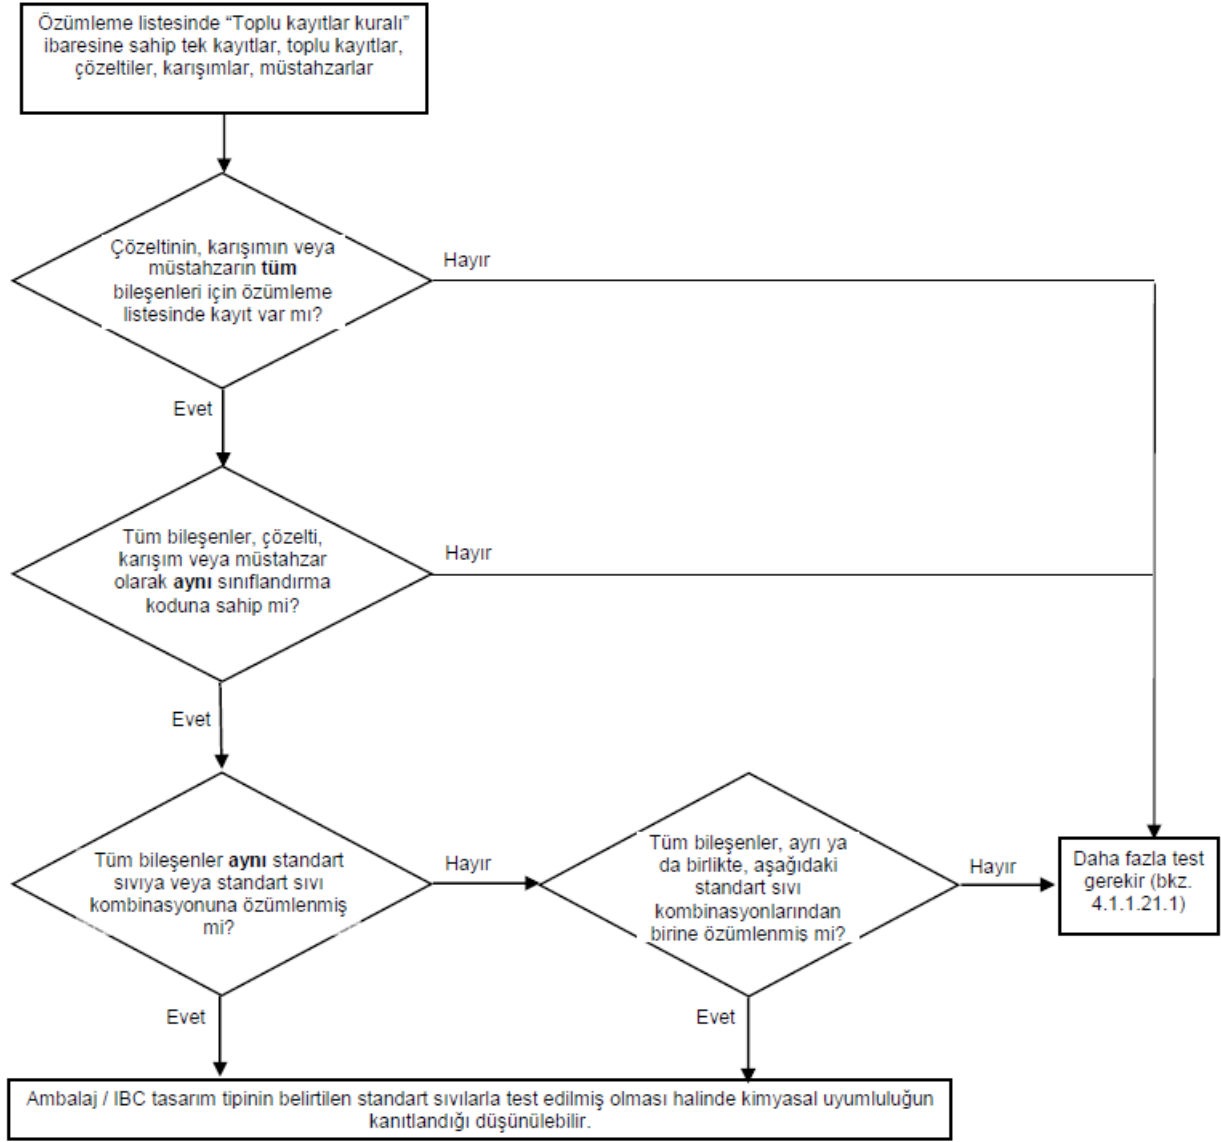 Özümleme listesinde “Toplu kayıtlar kuralı”
ibaresine sahip tek kayıtlar, toplu kayıtlar,
çözeltiler, karışımlar, müstahzarlar
Çözeltinin, karışımın veya
müstahzarın tüm
bileşenleri için özümleme
listesinde kayıt var mı?
Hayır
Evet
Tüm bileşenler, çözelti,
karışım veya müstahzar
olarak aynı sınıflandırma
koduna sahip mi?
Hayır
Evet
Tüm bileşenler aynı standart
sıvıya veya standart sıvı
kombinasyonuna özümlenmiş
mi?
Hayır
Tüm bileşenler, ayrı ya
da birlikte, aşağıdaki
standart sıvı
kombinasyonlarından
birine özümlenmiş mi?
Hayır
Daha fazla test
gerekir (bkz.
4.1.1.21.1)
Evet
Evet
Ambalaj / IBC tasarım tipinin belirtilen standart sıvılarla test edilmiş olması halinde kimyasal uyumluluğun
kanıtlandığı düşünülebilir.